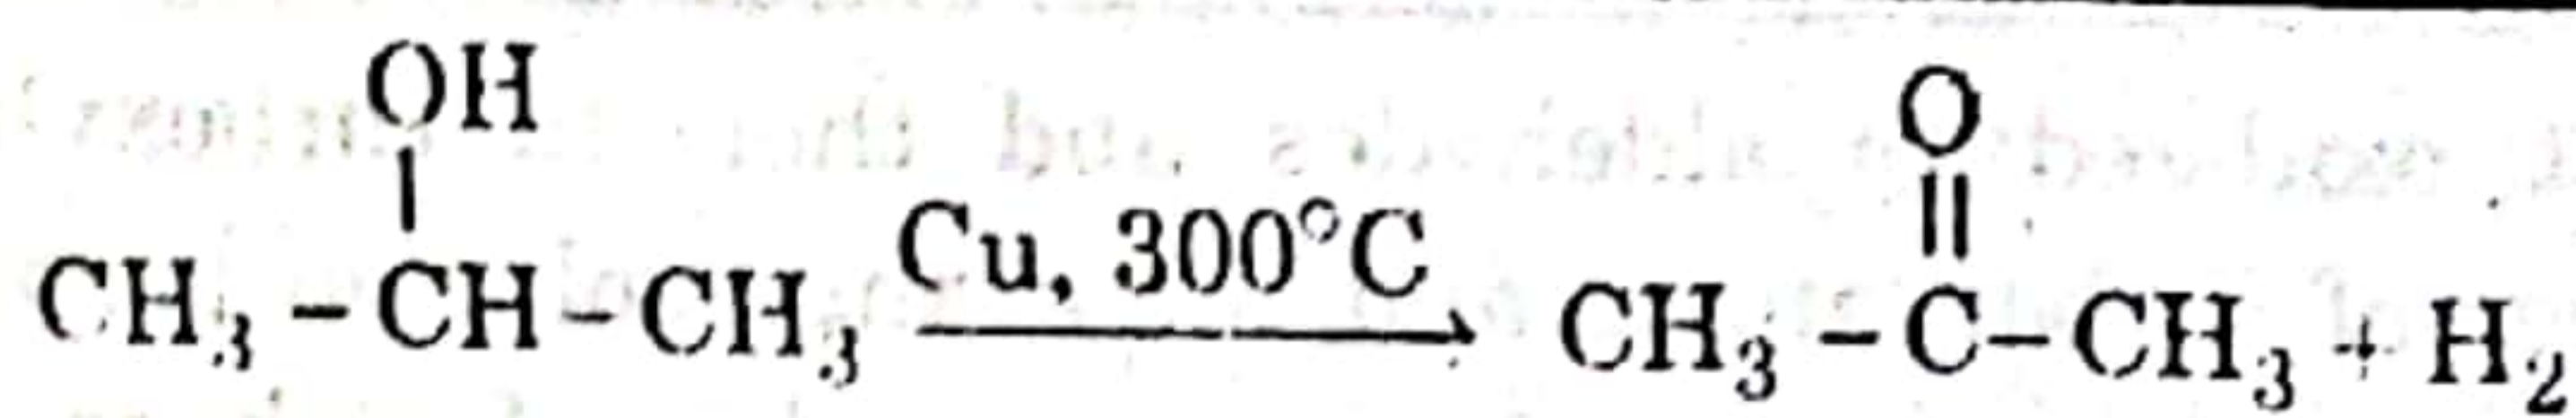 OH O
| ||
CH₃ – CH – CH₃ Cu, 300°C → CH₃ – C – CH₃ + H₂